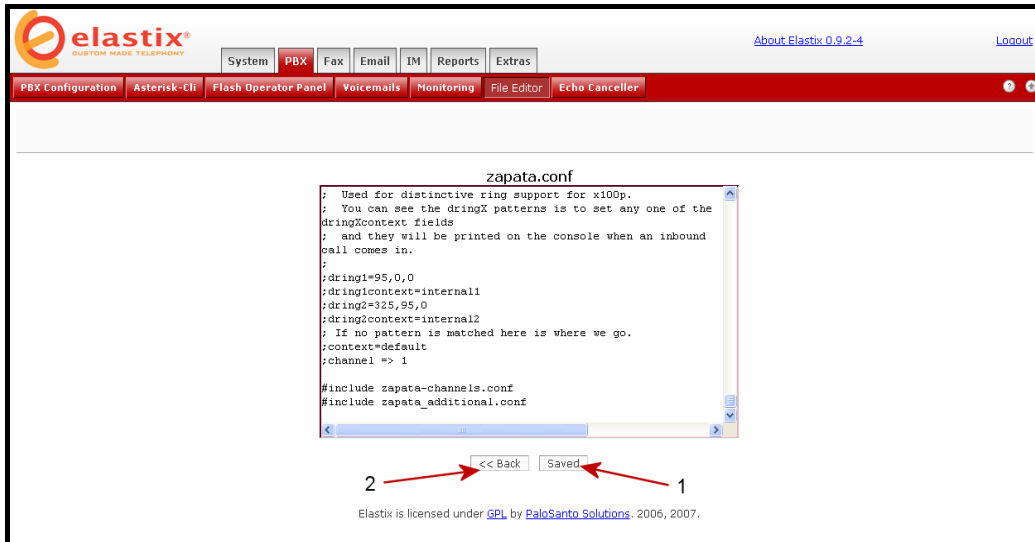 elastix®
CUSTOM MADE TELEPHONY
About Elastix 0.9.2-4
Logout
System PBX Fax Email IM Reports Extras
PBX Configuration Asterisk-Cli Flash Operator Panel Voicemails Monitoring File Editor Echo Canceller ?
zapata.conf
; Used for distinctive ring support for x100p.
; You can see the dringX patterns is to set any one of the
dringXcontext fields
; and they will be printed on the console when an inbound
call comes in.
;
;dring1=95,0,0
;dring1context=internal1
;dring2=325,95,0
;dring2context=internal2
; If no pattern is matched here is where we go.
;context=default
;channel => 1
#include zapata-channels.conf
#include zapata_additional.conf
<< Back Saved
2 1
Elastix is licensed under GPL by PaloSanto Solutions. 2006, 2007.